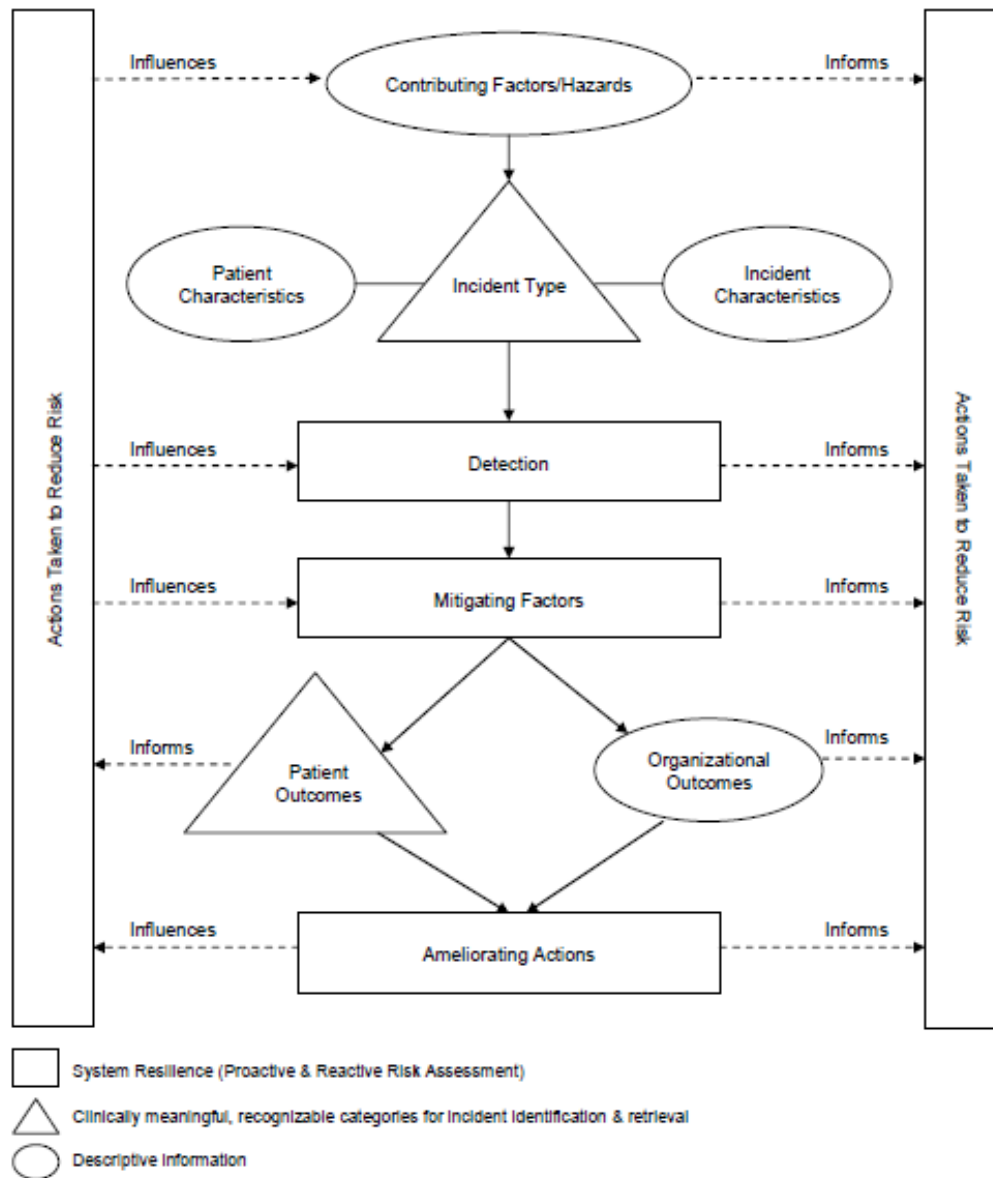 Influences
Informs
Contributing Factors/Hazards
Patient
Characteristics
Incident Type
Incident
Characteristics
Actions Taken to Reduce Risk
Influences
Detection
Informs
Actions Taken to Reduce Risk
Influences
Mitigating Factors
Informs
Informs
Patient
Outcomes
Organizational
Outcomes
Informs
Influences
Ameliorating Actions
Informs
System Resilience (Proactive & Reactive Risk Assessment)
Clinically meaningful, recognizable categories for incident identification & retrieval
Descriptive Information